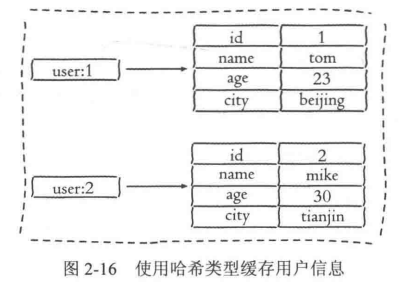 id 1
name tom
user:1
age 23
city beijing
id 2
name mike
user:2
age 30
city tianjin
图 2-16 使用哈希类型缓存用户信息